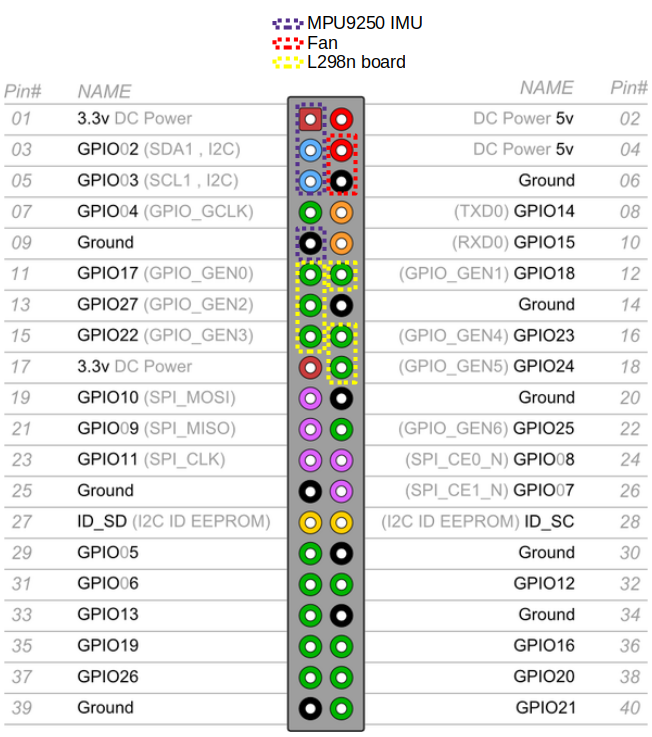 MPU9250 IMU
Fan
L298n board
Pin# NAME NAME Pin#
01 3.3v DC Power DC Power 5v 02
03 GPIO02 (SDA1 , I2C) DC Power 5v 04
05 GPIO03 (SCL1 , I2C) Ground 06
07 GPIO04 (GPIO_GCLK) (TXD0) GPIO14 08
09 Ground (RXD0) GPIO15 10
11 GPIO17 (GPIO_GEN0) (GPIO_GEN1) GPIO18 12
13 GPIO27 (GPIO_GEN2) Ground 14
15 GPIO22 (GPIO_GEN3) (GPIO_GEN4) GPIO23 16
17 3.3v DC Power (GPIO_GEN5) GPIO24 18
19 GPIO10 (SPI_MOSI) Ground 20
21 GPIO09 (SPI_MISO) (GPIO_GEN6) GPIO25 22
23 GPIO11 (SPI_CLK) (SPI_CE0_N) GPIO08 24
25 Ground (SPI_CE1_N) GPIO07 26
27 ID_SD (I2C ID EEPROM) (I2C ID EEPROM) ID_SC 28
29 GPIO05 Ground 30
31 GPIO06 GPIO12 32
33 GPIO13 Ground 34
35 GPIO19 GPIO16 36
37 GPIO26 GPIO20 38
39 Ground GPIO21 40